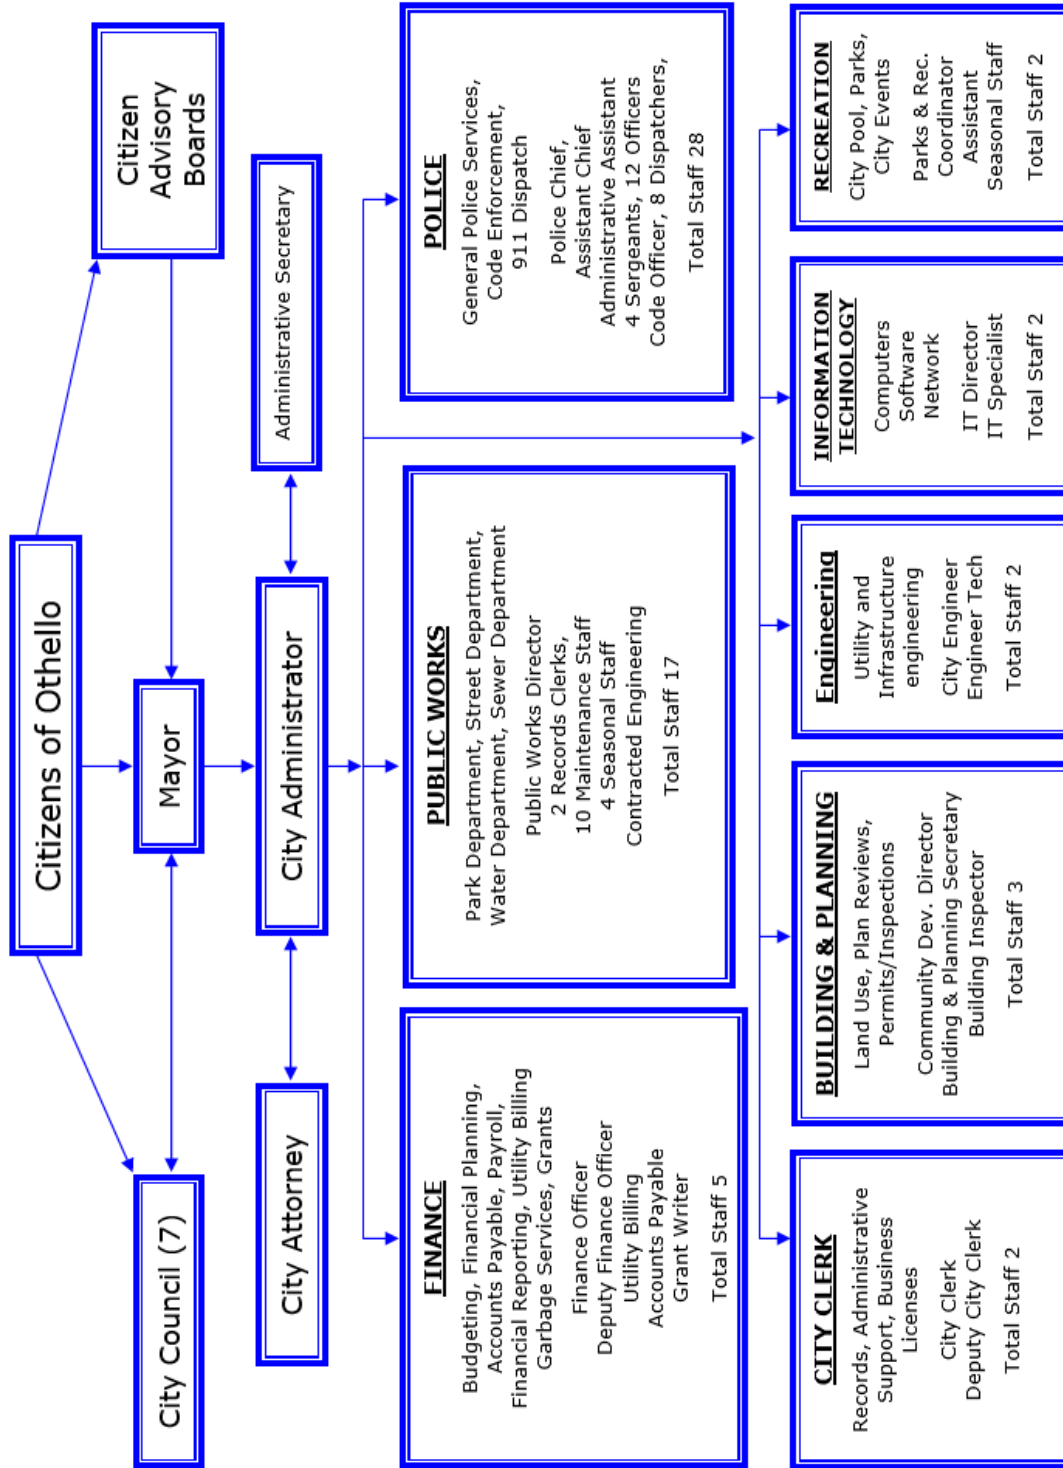 Citizens of Othello
Citizen
Advisory
Boards
City Council (7)
Mayor
City Attorney
City Administrator
Administrative Secretary
FINANCE
Budgeting, Financial Planning,
Accounts Payable, Payroll,
Financial Reporting, Utility Billing
Garbage Services, Grants
Finance Officer
Deputy Finance Officer
Utility Billing
Accounts Payable
Grant Writer
Total Staff 5
PUBLIC WORKS
Park Department, Street Department,
Water Department, Sewer Department
Public Works Director
2 Records Clerks,
10 Maintenance Staff
4 Seasonal Staff
Contracted Engineering
Total Staff 17
POLICE
General Police Services,
Code Enforcement,
911 Dispatch
Police Chief,
Assistant Chief
Administrative Assistant
4 Sergeants, 12 Officers
Code Officer, 8 Dispatchers,
Total Staff 28
CITY CLERK
Records, Administrative
Support, Business
Licenses
City Clerk
Deputy City Clerk
Total Staff 2
BUILDING & PLANNING
Land Use, Plan Reviews,
Permits/Inspections
Community Dev. Director
Building & Planning Secretary
Building Inspector
Total Staff 3
Engineering
Utility and
Infrastructure
engineering
City Engineer
Engineer Tech
Total Staff 2
INFORMATION
TECHNOLOGY
Computers
Software
Network
IT Director
IT Specialist
Total Staff 2
RECREATION
City Pool, Parks,
City Events
Parks & Rec.
Coordinator
Assistant
Seasonal Staff
Total Staff 2